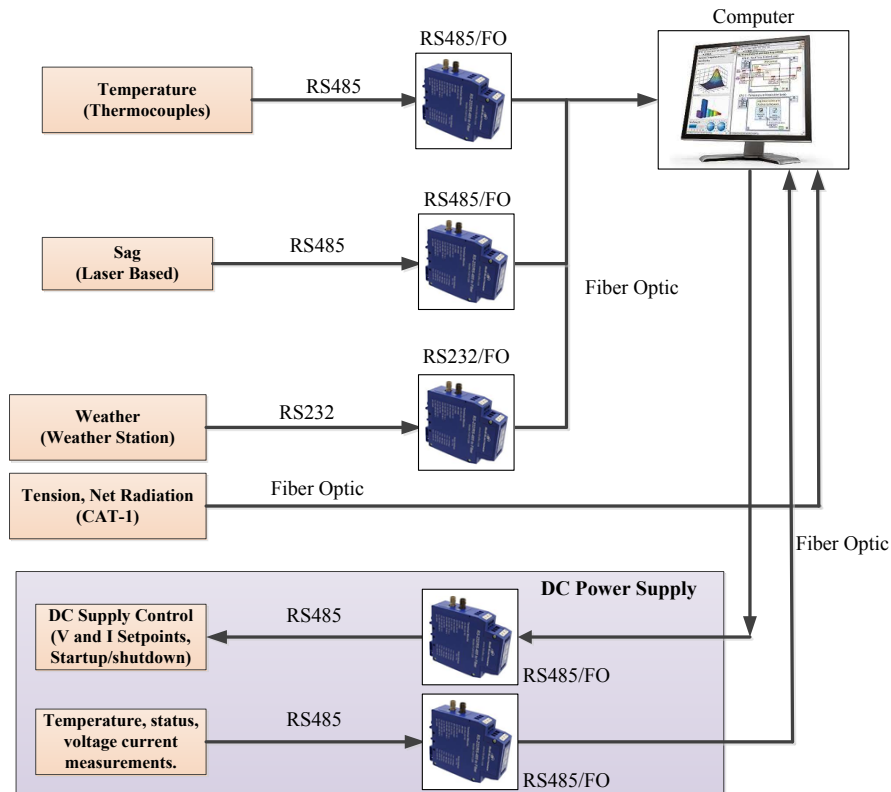 Computer
RS485/FO
Temperature
(Thermocouples)
RS485
RS485/FO
Sag
(Laser Based)
RS485
Fiber Optic
RS232/FO
Weather
(Weather Station)
RS232
Tension, Net Radiation
(CAT-1)
Fiber Optic
Fiber Optic
DC Power Supply
DC Supply Control
(V and I Setpoints,
Startup/shutdown)
RS485
RS485/FO
Temperature, status,
voltage current
measurements.
RS485
RS485/FO